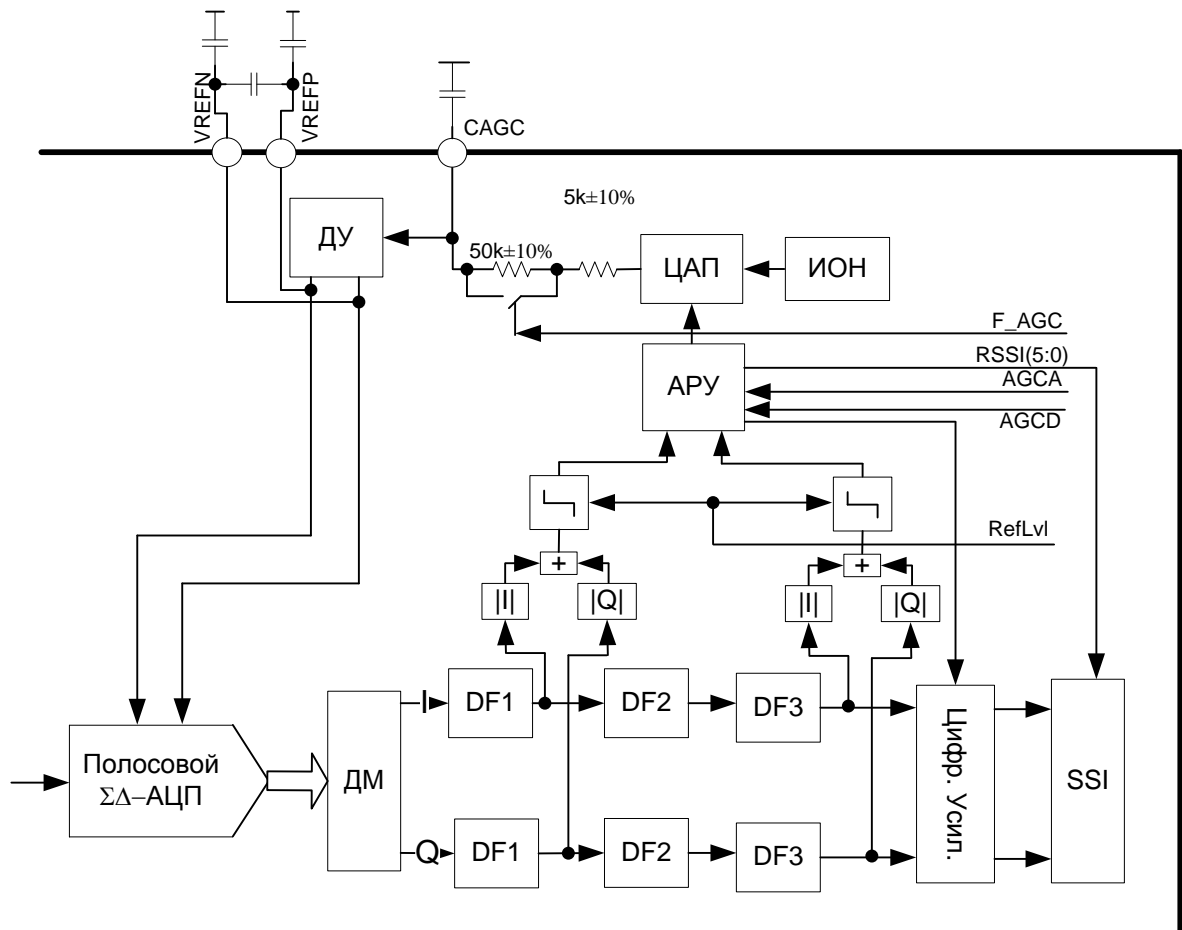 VREFN
VREFP
CAGC
5k±10%
ДУ
50k±10%
ЦАП
ИОН
F_AGC
RSSI(5:0)
АРУ
AGCA
AGCD
RefLvl
+
+
|I|
|Q|
|I|
|Q|
I
DF1
DF2
DF3
Полосовой
ΣΔ−АЦП
ДМ
Цифр. Усил.
SSI
Q
DF1
DF2
DF3